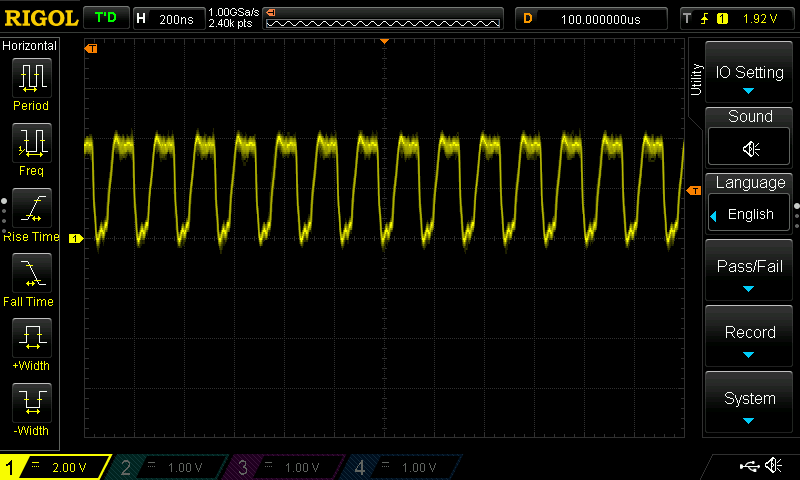 RIGOL T'D H 200ns 1.00GSa/s D 100.000000us T 1 1.92 V
2.40k pts
Horizontal
Period
Freq
Rise Time
Fall Time
+Width
-Width
T
T
1
Utility
IO Setting
Sound
Language
English
Pass/Fail
Record
System
1 2.00 V 2 1.00 V 3 1.00 V 4 1.00 V